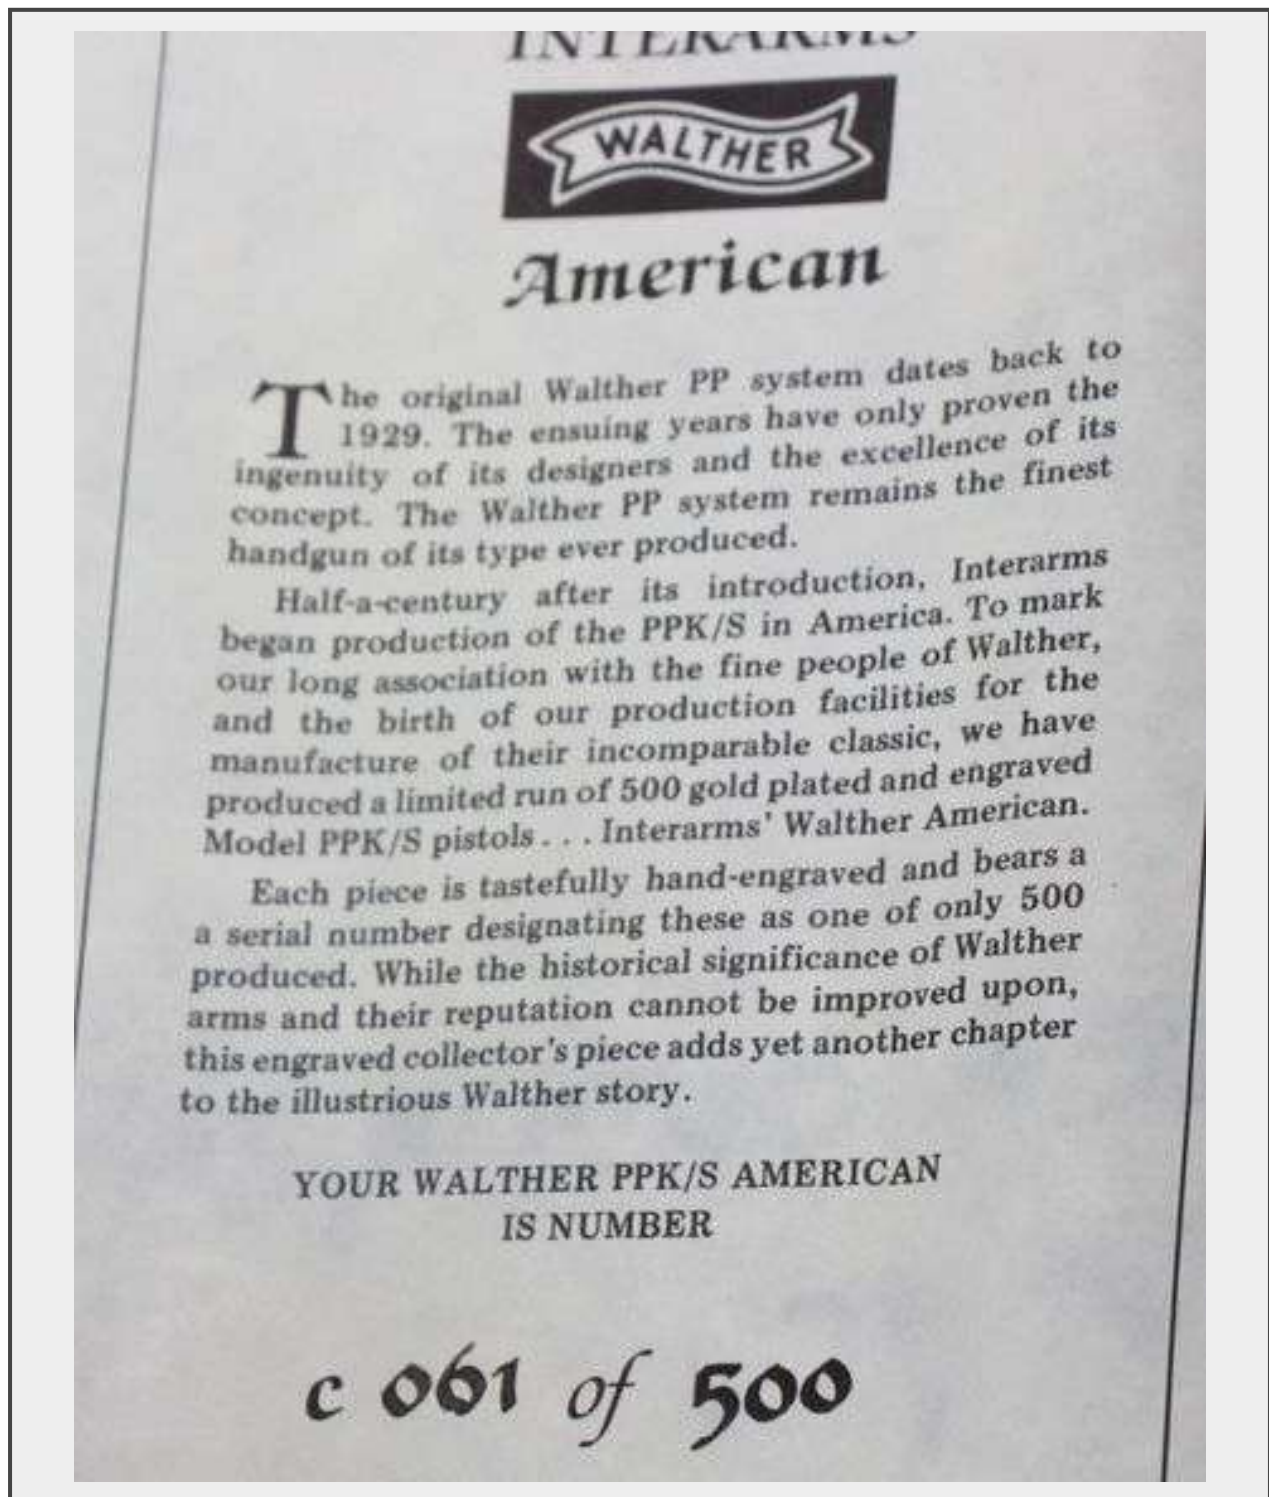 INTERARMS
WALTHER
American
The original Walther PP system dates back to
1929. The ensuing years have only proven the
ingenuity of its designers and the excellence of its
concept. The Walther PP system remains the finest
handgun of its type ever produced.
Half-a-century after its introduction, Interarms
began production of the PPK/S in America. To mark
our long association with the fine people of Walther,
and the birth of our production facilities for the
manufacture of their incomparable classic, we have
produced a limited run of 500 gold plated and engraved
Model PPK/S pistols... Interarms' Walther American.
Each piece is tastefully hand-engraved and bears a
a serial number designating these as one of only 500
produced. While the historical significance of Walther
arms and their reputation cannot be improved upon,
this engraved collector's piece adds yet another chapter
to the illustrious Walther story.
YOUR WALTHER PPK/S AMERICAN
IS NUMBER
c 061 of 500